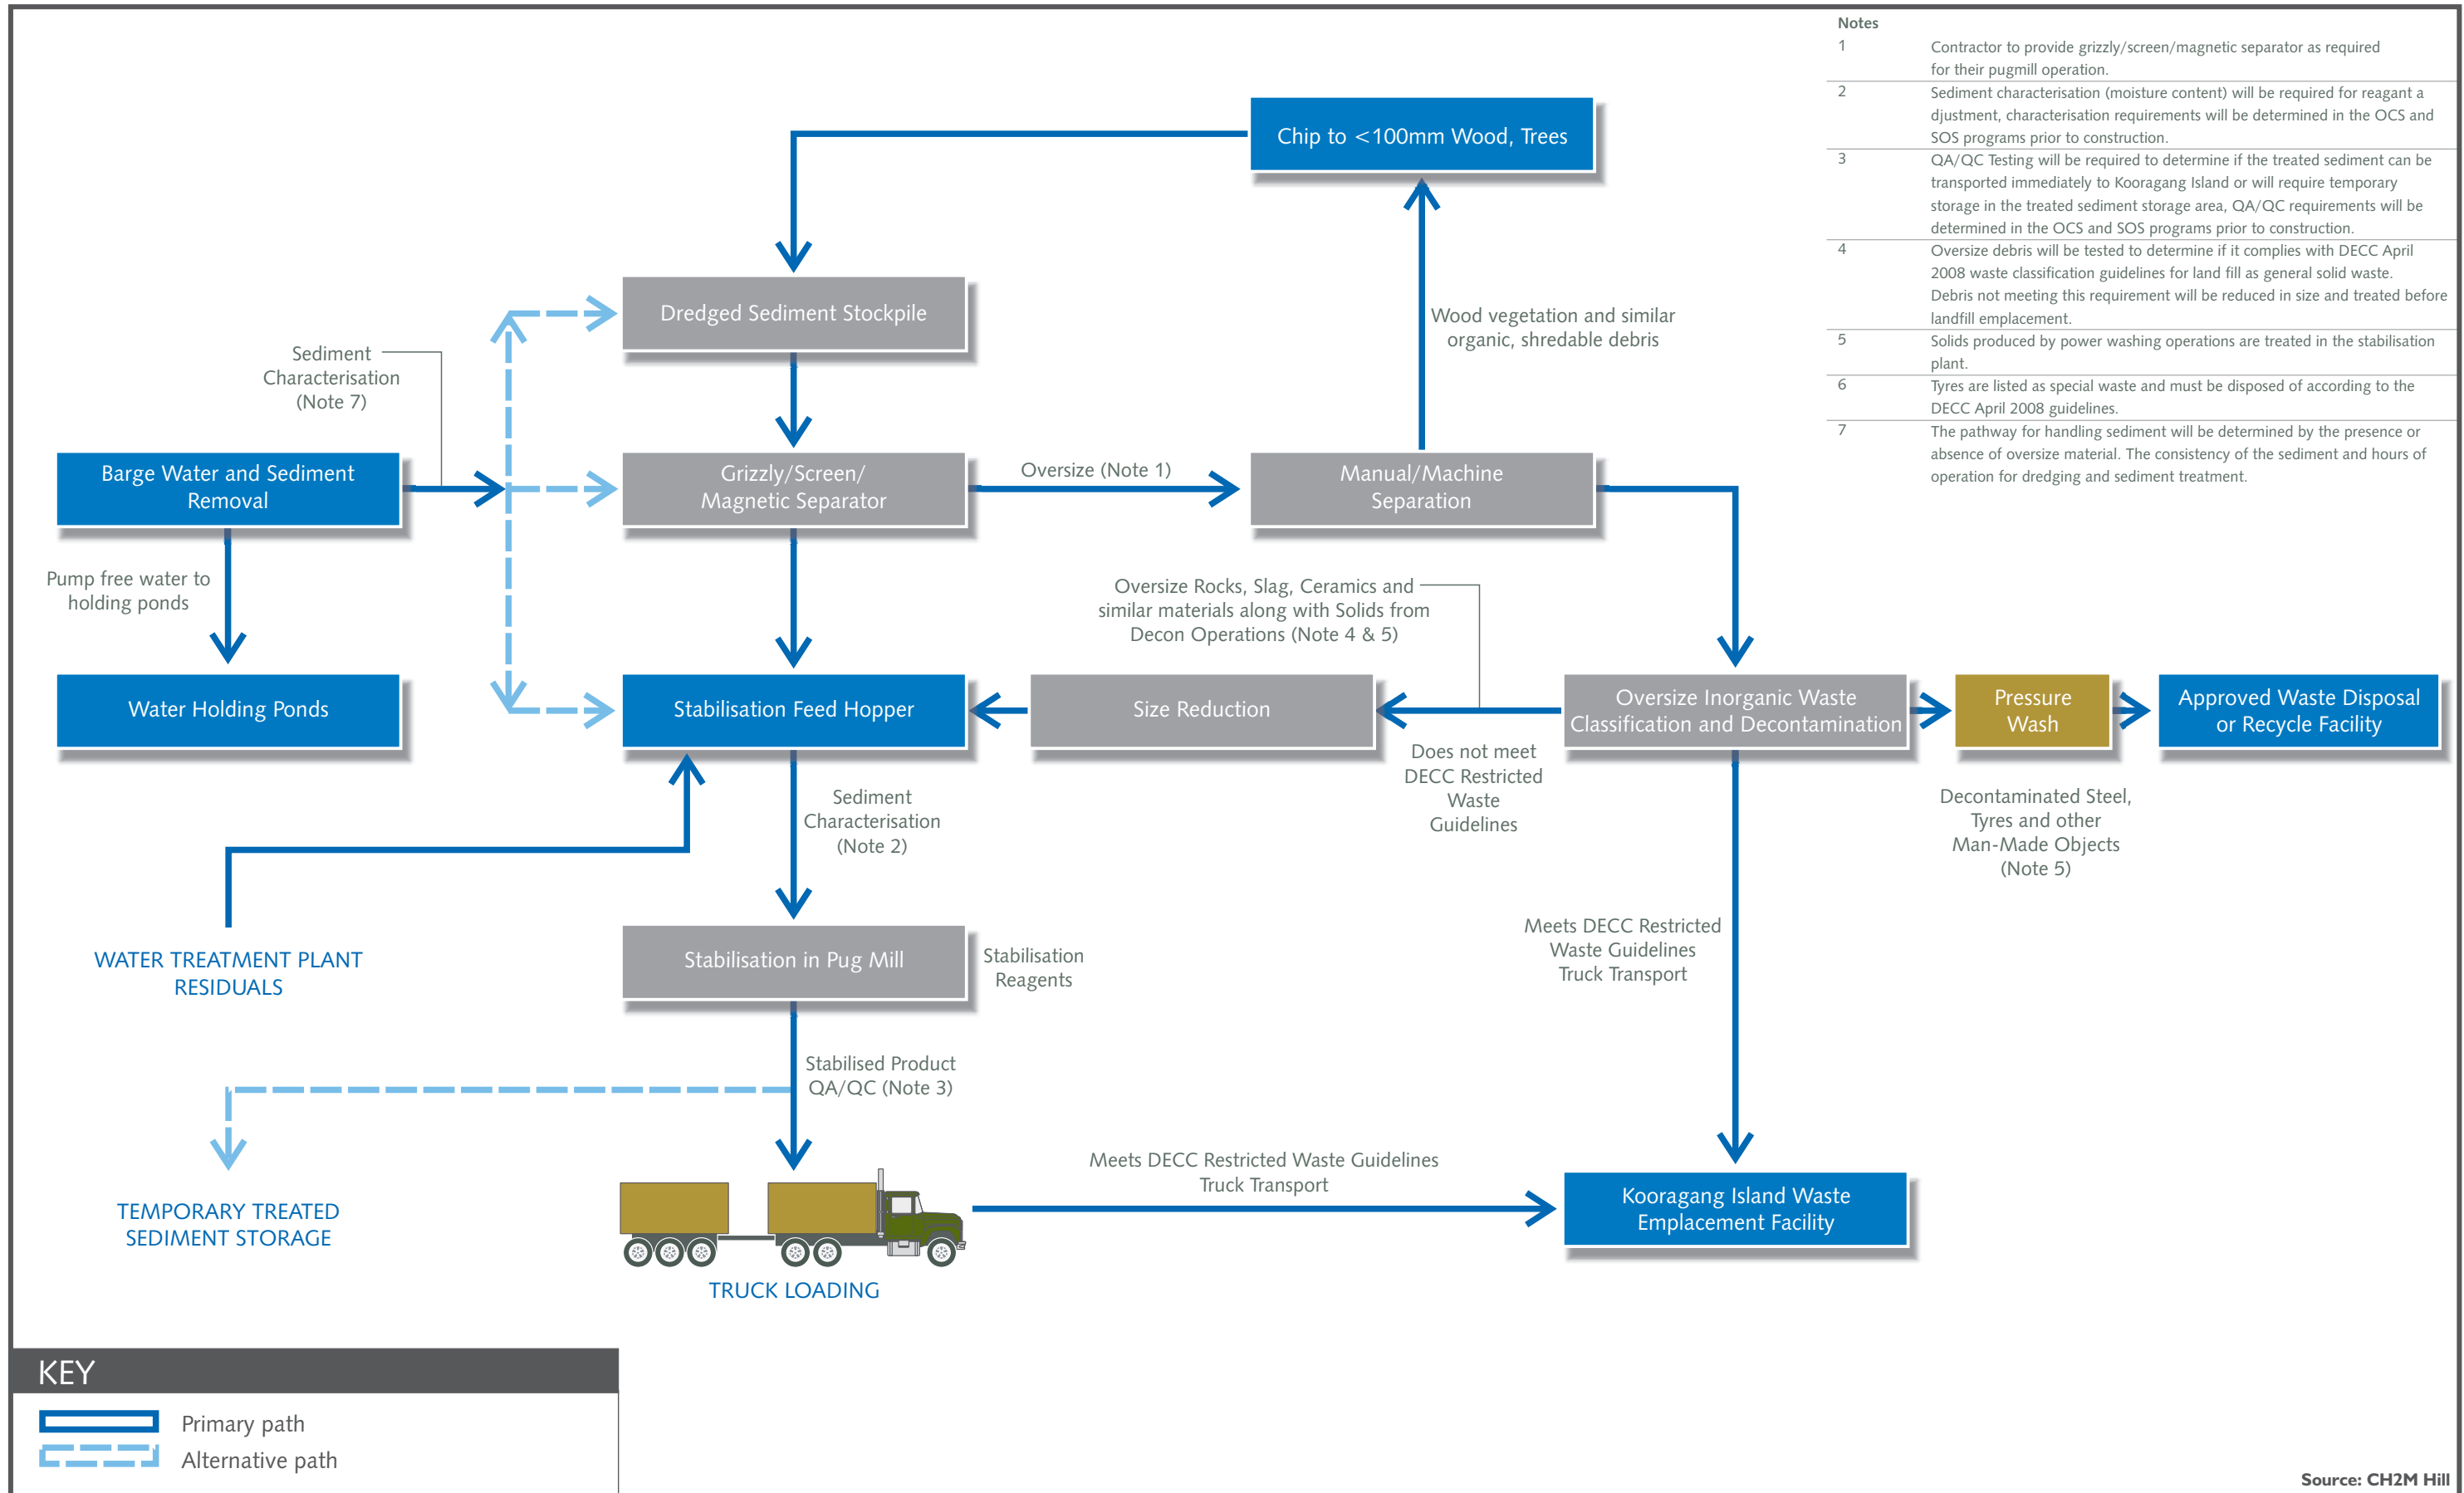 Notes
1 Contractor to provide grizzly/screen/magnetic separator as required
for their pugmill operation.
2 Sediment characterisation (moisture content) will be required for reagant a
djustment, characterisation requirements will be determined in the OCS and
SOS programs prior to construction.
3 QA/QC Testing will be required to determine if the treated sediment can be
transported immediately to Kooragang Island or will require temporary
storage in the treated sediment storage area, QA/QC requirements will be
determined in the OCS and SOS programs prior to construction.
4 Oversize debris will be tested to determine if it complies with DECC April
2008 waste classification guidelines for land fill as general solid waste.
Debris not meeting this requirement will be reduced in size and treated before
landfill emplacement.
5 Solids produced by power washing operations are treated in the stabilisation
plant.
6 Tyres are listed as special waste and must be disposed of according to the
DECC April 2008 guidelines.
7 The pathway for handling sediment will be determined by the presence or
absence of oversize material. The consistency of the sediment and hours of
operation for dredging and sediment treatment.
Chip to <100mm Wood, Trees
Dredged Sediment Stockpile
Wood vegetation and similar
organic, shredable debris
Sediment
Characterisation
(Note 7)
Barge Water and Sediment
Removal
Grizzly/Screen/
Magnetic Separator
Oversize (Note 1)
Manual/Machine
Separation
Pump free water to
holding ponds
Oversize Rocks, Slag, Ceramics and
similar materials along with Solids from
Decon Operations (Note 4 & 5)
Water Holding Ponds
Stabilisation Feed Hopper
Size Reduction
Oversize Inorganic Waste
Classification and Decontamination
Pressure
Wash
Approved Waste Disposal
or Recycle Facility
Does not meet
DECC Restricted
Waste
Guidelines
Sediment
Characterisation
(Note 2)
Decontaminated Steel,
Tyres and other
Man-Made Objects
(Note 5)
WATER TREATMENT PLANT
RESIDUALS
Stabilisation in Pug Mill
Stabilisation
Reagents
Meets DECC Restricted
Waste Guidelines
Truck Transport
Stabilised Product
QA/QC (Note 3)
Meets DECC Restricted Waste Guidelines
Truck Transport
TEMPORARY TREATED
SEDIMENT STORAGE
Kooragang Island Waste
Emplacement Facility
TRUCK LOADING
KEY
Primary path
Alternative path
Source: CH2M Hill